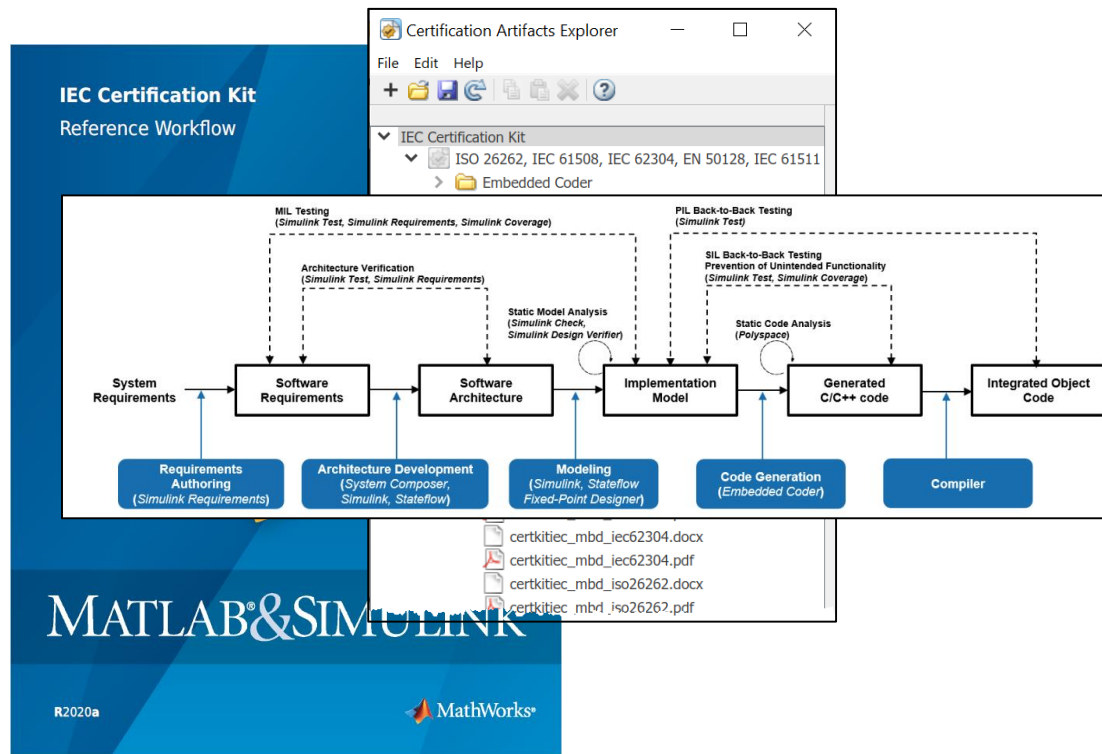 Certification Artifacts Explorer
File Edit Help
IEC Certification Kit
Reference Workflow
IEC Certification Kit
ISO 26262, IEC 61508, IEC 62304, EN 50128, IEC 61511
Embedded Coder
MIL Testing
(Simulink Test, Simulink Requirements, Simulink Coverage)
PIL Back-to-Back Testing
(Simulink Test)
Architecture Verification
(Simulink Test, Simulink Requirements)
SIL Back-to-Back Testing
Prevention of Unintended Functionality
(Simulink Test, Simulink Coverage)
Static Model Analysis
(Simulink Check,
Simulink Design Verifier)
Static Code Analysis
(Polyspace)
System
Requirements
Software
Requirements
Software
Architecture
Implementation
Model
Generated
C/C++ code
Integrated Object
Code
Requirements
Authoring
(Simulink Requirements)
Architecture Development
(System Composer,
Simulink, Stateflow)
Modeling
(Simulink, Stateflow
Fixed-Point Designer)
Code Generation
(Embedded Coder)
Compiler
certkitiec_mbd_iec62304.docx
certkitiec_mbd_iec62304.pdf
certkitiec_mbd_iso26262.docx
certkitiec_mbd_iso26262.pdf
MATLAB®&SIMULINK
R2020a
MathWorks®